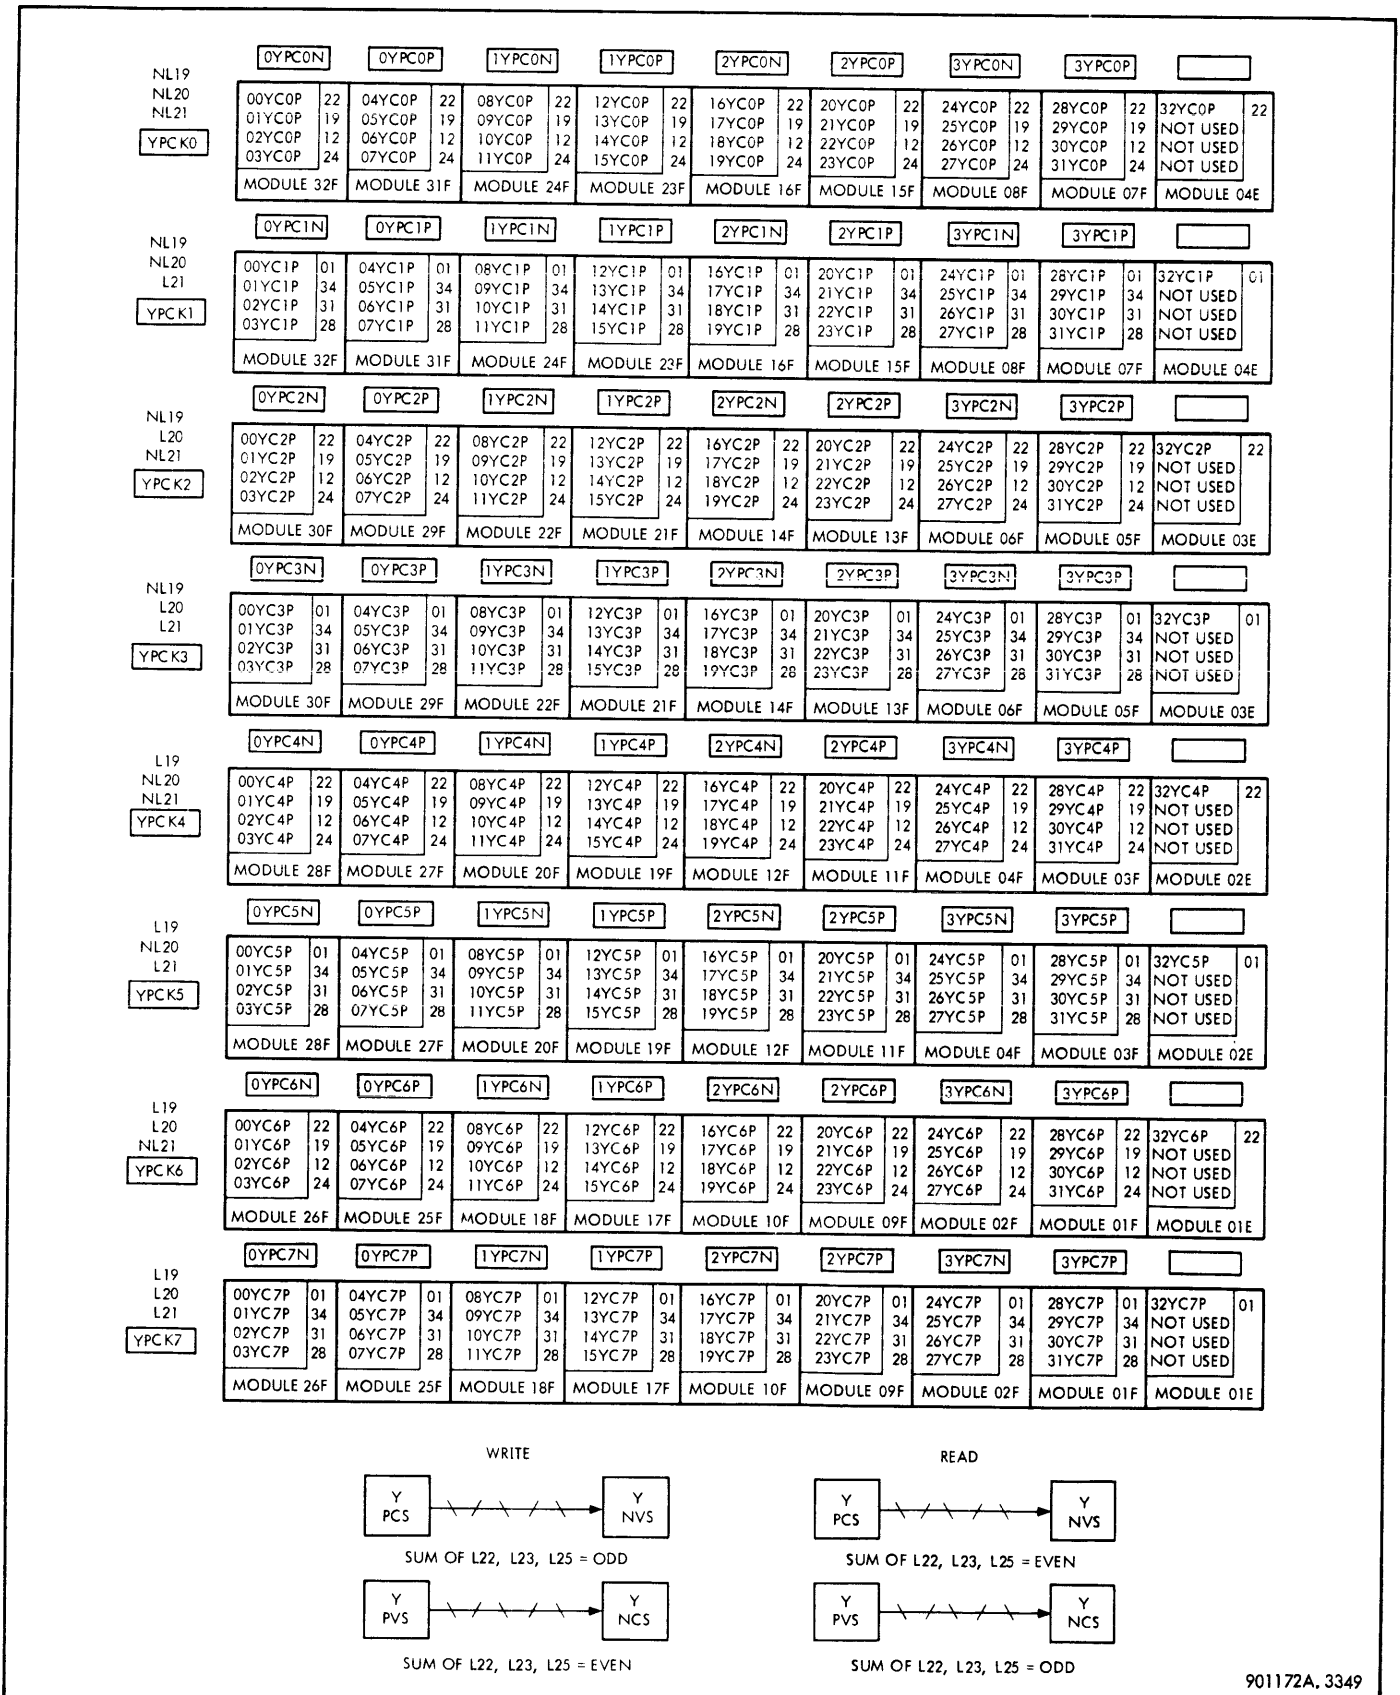 0YPC0N 0YPC0P 1YPC0N 1YPC0P 2YPC0N 2YPC0P 3YPC0N 3YPC0P
NL19
NL20
NL21
YPCK0
00YC0P 22 04YC0P 22 08YC0P 22 12YC0P 22 16YC0P 22 20YC0P 22 24YC0P 22 28YC0P 22 32YC0P 22
01YC0P 19 05YC0P 19 09YC0P 19 13YC0P 19 17YC0P 19 21YC0P 19 25YC0P 19 29YC0P 19 NOT USED
02YC0P 12 06YC0P 12 10YC0P 12 14YC0P 12 18YC0P 12 22YC0P 12 26YC0P 12 30YC0P 12 NOT USED
03YC0P 24 07YC0P 24 11YC0P 24 15YC0P 24 19YC0P 24 23YC0P 24 27YC0P 24 31YC0P 24 NOT USED
MODULE 32F MODULE 31F MODULE 24F MODULE 23F MODULE 16F MODULE 15F MODULE 08F MODULE 07F MODULE 04E
0YPC1N 0YPC1P 1YPC1N 1YPC1P 2YPC1N 2YPC1P 3YPC1N 3YPC1P
NL19
NL20
L21
YPCK1
00YC1P 01 04YC1P 01 08YC1P 01 12YC1P 01 16YC1P 01 20YC1P 01 24YC1P 01 28YC1P 01 32YC1P 01
01YC1P 34 05YC1P 34 09YC1P 34 13YC1P 34 17YC1P 34 21YC1P 34 25YC1P 34 29YC1P 34 NOT USED
02YC1P 31 06YC1P 31 10YC1P 31 14YC1P 31 18YC1P 31 22YC1P 31 26YC1P 31 30YC1P 31 NOT USED
03YC1P 28 07YC1P 28 11YC1P 28 15YC1P 28 19YC1P 28 23YC1P 28 27YC1P 28 31YC1P 28 NOT USED
MODULE 32F MODULE 31F MODULE 24F MODULE 23F MODULE 16F MODULE 15F MODULE 08F MODULE 07F MODULE 04E
0YPC2N 0YPC2P 1YPC2N 1YPC2P 2YPC2N 2YPC2P 3YPC2N 3YPC2P
NL19
L20
NL21
YPCK2
00YC2P 22 04YC2P 22 08YC2P 22 12YC2P 22 16YC2P 22 20YC2P 22 24YC2P 22 28YC2P 22 32YC2P 22
01YC2P 19 05YC2P 19 09YC2P 19 13YC2P 19 17YC2P 19 21YC2P 19 25YC2P 19 29YC2P 19 NOT USED
02YC2P 12 06YC2P 12 10YC2P 12 14YC2P 12 18YC2P 12 22YC2P 12 26YC2P 12 30YC2P 12 NOT USED
03YC2P 24 07YC2P 24 11YC2P 24 15YC2P 24 19YC2P 24 23YC2P 24 27YC2P 24 31YC2P 24 NOT USED
MODULE 30F MODULE 29F MODULE 22F MODULE 21F MODULE 14F MODULE 13F MODULE 06F MODULE 05F MODULE 03E
0YPC3N 0YPC3P 1YPC3N 1YPC3P 2YPC3N 2YPC3P 3YPC3N 3YPC3P
NL19
L20
L21
YPCK3
00YC3P 01 04YC3P 01 08YC3P 01 12YC3P 01 16YC3P 01 20YC3P 01 24YC3P 01 28YC3P 01 32YC3P 01
01YC3P 34 05YC3P 34 09YC3P 34 13YC3P 34 17YC3P 34 21YC3P 34 25YC3P 34 29YC3P 34 NOT USED
02YC3P 31 06YC3P 31 10YC3P 31 14YC3P 31 18YC3P 31 22YC3P 31 26YC3P 31 30YC3P 31 NOT USED
03YC3P 28 07YC3P 28 11YC3P 28 15YC3P 28 19YC3P 28 23YC3P 28 27YC3P 28 31YC3P 28 NOT USED
MODULE 30F MODULE 29F MODULE 22F MODULE 21F MODULE 14F MODULE 13F MODULE 06F MODULE 05F MODULE 03E
0YPC4N 0YPC4P 1YPC4N 1YPC4P 2YPC4N 2YPC4P 3YPC4N 3YPC4P
L19
NL20
NL21
YPCK4
00YC4P 22 04YC4P 22 08YC4P 22 12YC4P 22 16YC4P 22 20YC4P 22 24YC4P 22 28YC4P 22 32YC4P 22
01YC4P 19 05YC4P 19 09YC4P 19 13YC4P 19 17YC4P 19 21YC4P 19 25YC4P 19 29YC4P 19 NOT USED
02YC4P 12 06YC4P 12 10YC4P 12 14YC4P 12 18YC4P 12 22YC4P 12 26YC4P 12 30YC4P 12 NOT USED
03YC4P 24 07YC4P 24 11YC4P 24 15YC4P 24 19YC4P 24 23YC4P 24 27YC4P 24 31YC4P 24 NOT USED
MODULE 28F MODULE 27F MODULE 20F MODULE 19F MODULE 12F MODULE 11F MODULE 04F MODULE 03F MODULE 02E
0YPC5N 0YPC5P 1YPC5N 1YPC5P 2YPC5N 2YPC5P 3YPC5N 3YPC5P
L19
NL20
L21
YPCK5
00YC5P 01 04YC5P 01 08YC5P 01 12YC5P 01 16YC5P 01 20YC5P 01 24YC5P 01 28YC5P 01 32YC5P 01
01YC5P 34 05YC5P 34 09YC5P 34 13YC5P 34 17YC5P 34 21YC5P 34 25YC5P 34 29YC5P 34 NOT USED
02YC5P 31 06YC5P 31 10YC5P 31 14YC5P 31 18YC5P 31 22YC5P 31 26YC5P 31 30YC5P 31 NOT USED
03YC5P 28 07YC5P 28 11YC5P 28 15YC5P 28 19YC5P 28 23YC5P 28 27YC5P 28 31YC5P 28 NOT USED
MODULE 28F MODULE 27F MODULE 20F MODULE 19F MODULE 12F MODULE 11F MODULE 04F MODULE 03F MODULE 02E
0YPC6N 0YPC6P 1YPC6N 1YPC6P 2YPC6N 2YPC6P 3YPC6N 3YPC6P
L19
L20
NL21
YPCK6
00YC6P 22 04YC6P 22 08YC6P 22 12YC6P 22 16YC6P 22 20YC6P 22 24YC6P 22 28YC6P 22 32YC6P 22
01YC6P 19 05YC6P 19 09YC6P 19 13YC6P 19 17YC6P 19 21YC6P 19 25YC6P 19 29YC6P 19 NOT USED
02YC6P 12 06YC6P 12 10YC6P 12 14YC6P 12 18YC6P 12 22YC6P 12 26YC6P 12 30YC6P 12 NOT USED
03YC6P 24 07YC6P 24 11YC6P 24 15YC6P 24 19YC6P 24 23YC6P 24 27YC6P 24 31YC6P 24 NOT USED
MODULE 26F MODULE 25F MODULE 18F MODULE 17F MODULE 10F MODULE 09F MODULE 02F MODULE 01F MODULE 01E
0YPC7N 0YPC7P 1YPC7N 1YPC7P 2YPC7N 2YPC7P 3YPC7N 3YPC7P
L19
L20
L21
YPCK7
00YC7P 01 04YC7P 01 08YC7P 01 12YC7P 01 16YC7P 01 20YC7P 01 24YC7P 01 28YC7P 01 32YC7P 01
01YC7P 34 05YC7P 34 09YC7P 34 13YC7P 34 17YC7P 34 21YC7P 34 25YC7P 34 29YC7P 34 NOT USED
02YC7P 31 06YC7P 31 10YC7P 31 14YC7P 31 18YC7P 31 22YC7P 31 26YC7P 31 30YC7P 31 NOT USED
03YC7P 28 07YC7P 28 11YC7P 28 15YC7P 28 19YC7P 28 23YC7P 28 27YC7P 28 31YC7P 28 NOT USED
MODULE 26F MODULE 25F MODULE 18F MODULE 17F MODULE 10F MODULE 09F MODULE 02F MODULE 01F MODULE 01E
WRITE READ
Y Y Y Y
PCS NVS PCS NVS
SUM OF L22, L23, L25 = ODD SUM OF L22, L23, L25 = EVEN
Y Y Y Y
PVS NCS PVS NCS
SUM OF L22, L23, L25 = EVEN SUM OF L22, L23, L25 = ODD
901172A. 3349